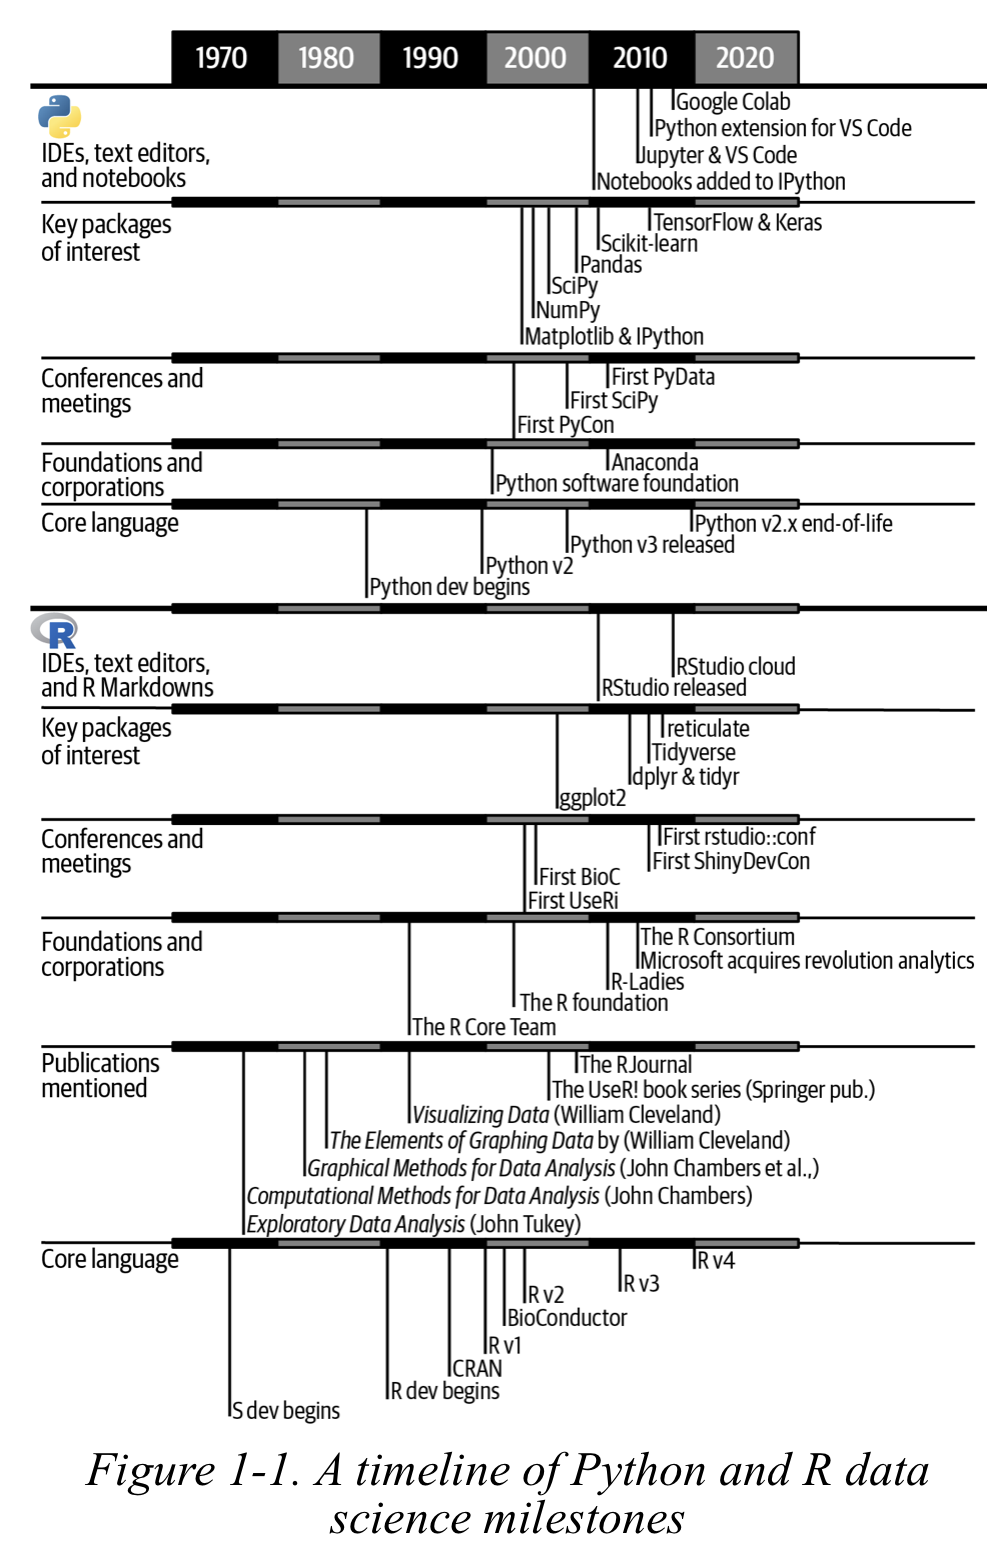 1970 1980 1990 2000 2010 2020
Google Colab
Python extension for VS Code
IDEs, text editors,
Jupyter & VS Code
and notebooks
Notebooks added to IPython
Key packages
TensorFlow & Keras
of interest
Scikit-learn
Pandas
SciPy
NumPy
Matplotlib & IPython
Conferences and
First PyData
meetings
First SciPy
First PyCon
Foundations and
Anaconda
corporations
Python software foundation
Core language
Python v2.x end-of-life
Python v3 released
Python v2
Python dev begins
R
IDEs, text editors,
RStudio cloud
and R Markdowns
RStudio released
Key packages
reticulate
of interest
Tidyverse
dplyr & tidyr
ggplot2
Conferences and
First rstudio::conf
meetings
First ShinyDevCon
First BioC
First UseRi
Foundations and
The R Consortium
corporations
Microsoft acquires revolution analytics
R-Ladies
The R foundation
The R Core Team
Publications
The RJournal
mentioned
The UseR! book series (Springer pub.)
Visualizing Data (William Cleveland)
The Elements of Graphing Data by (William Cleveland)
Graphical Methods for Data Analysis (John Chambers et al.,)
Computational Methods for Data Analysis (John Chambers)
Exploratory Data Analysis (John Tukey)
Core language
R v4
R v3
R v2
BioConductor
R v1
CRAN
R dev begins
S dev begins
Figure 1-1. A timeline of Python and R data
science milestones